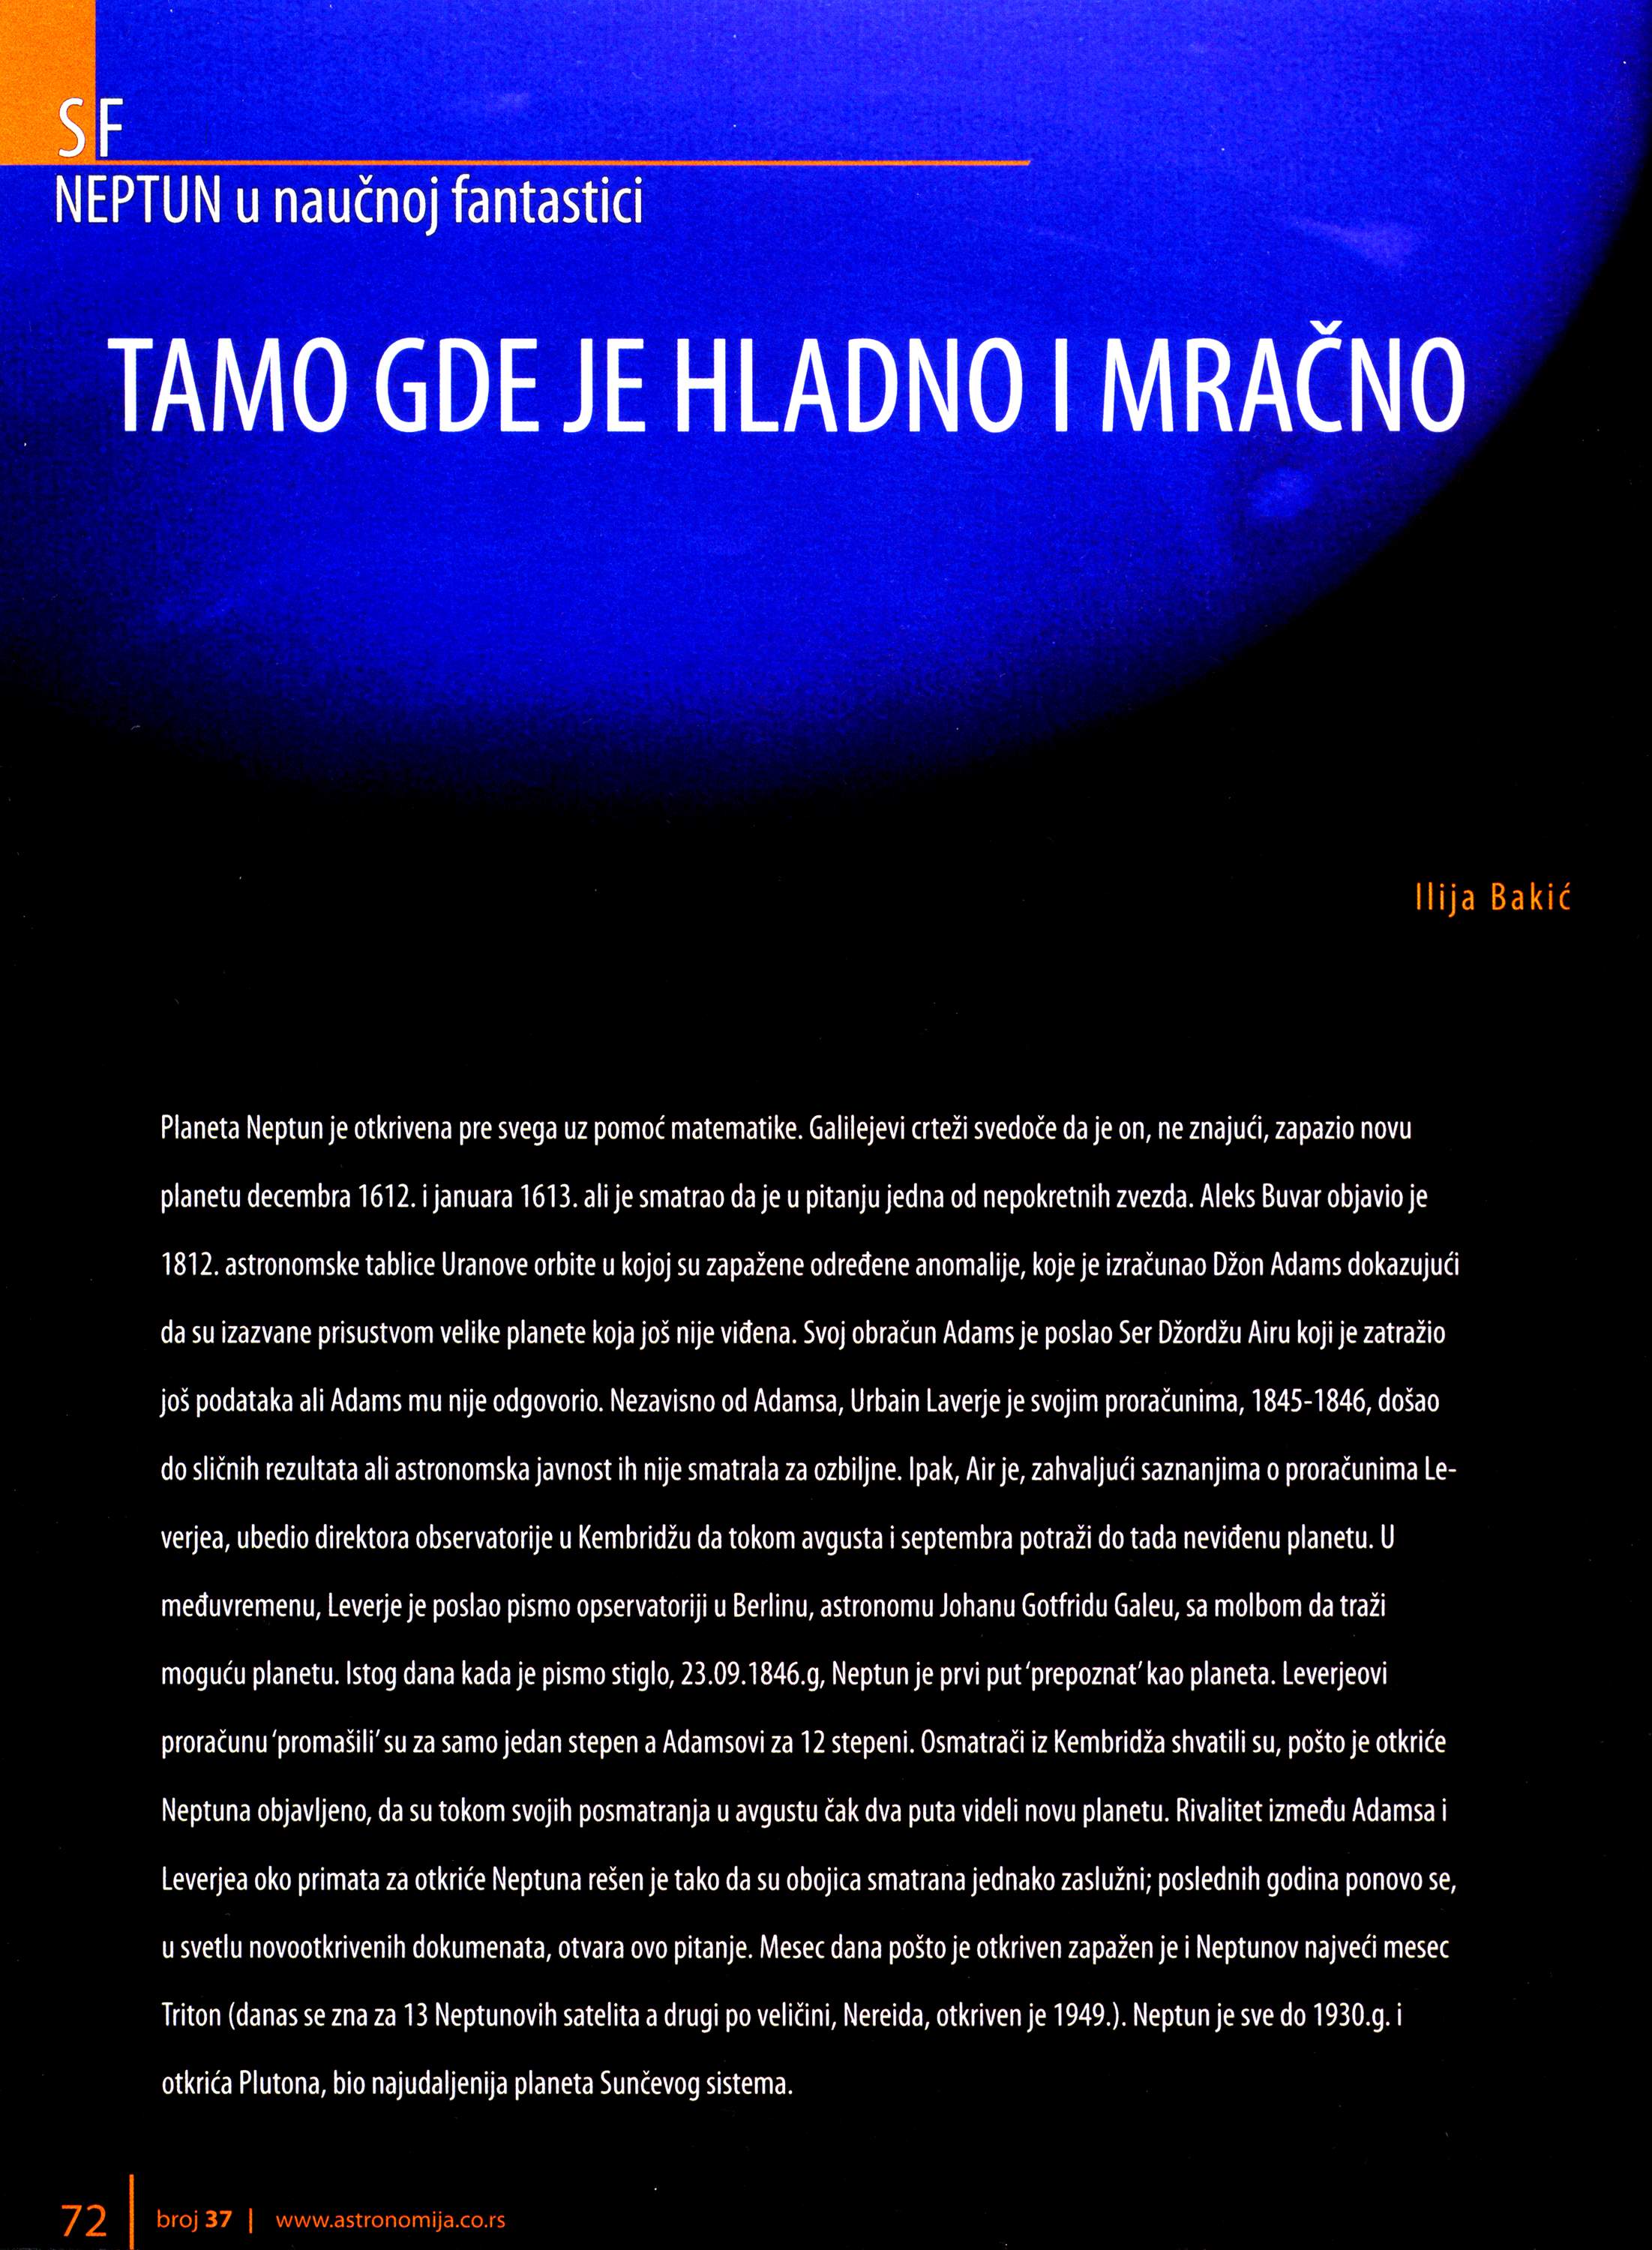 SF
NEPTUN u naučnoj fantastici
TAMO GDE JE HLADNO I MRAČNO
Ilija Bakić
Planeta Neptun je otkrivena pre svega uz pomoć matematike. Galilejevi crteži svedoče da je on, ne znajući, zapazio novu
planetu decembra 1612. i januara 1613. ali je smatrao da je u pitanju jedna od nepokretnih zvezda. Aleks Buvar objavio je
1812. astronomske tablice Uranove orbite u kojoj su zapažene određene anomalije, koje je izračunao Džon Adams dokazujući
da su izazvane prisustvom velike planete koja još nije viđena. Svoj obračun Adams je poslao Ser Džordžu Airu koji je zatražio
još podataka ali Adams mu nije odgovorio. Nezavisno od Adamsa, Urbain Laverje je svojim proračunima, 1845-1846, došao
do sličnih rezultata ali astronomska javnost ih nije smatrala za ozbiljne. Ipak, Air je, zahvaljući saznanjima o proračunima Le-
verjea, ubedio direktora observatorije u Kembridžu da tokom avgusta i septembra potraži do tada neviđenu planetu. U
međuvremenu, Leverje je poslao pismo opservatoriji u Berlinu, astronomu Johanu Gotfridu Galeu, sa molbom da traži
moguću planetu. Istog dana kada je pismo stiglo, 23.09.1846.g, Neptun je prvi put 'prepoznat' kao planeta. Leverjeovi
proračunu 'promašili' su za samo jedan stepen a Adamsovi za 12 stepeni. Osmatrači iz Kembridža shvatili su, pošto je otkriće
Neptuna objavljeno, da su tokom svojih posmatranja u avgustu čak dva puta videli novu planetu. Rivalitet između Adamsa i
Leverjea oko primata za otkriće Neptuna rešen je tako da su obojica smatrana jednako zaslužni; poslednih godina ponovo se,
u svetlu novootkrivenih dokumenata, otvara ovo pitanje. Mesec dana pošto je otkriven zapažen je i Neptunov najveći mesec
Triton (danas se zna za 13 Neptunovih satelita a drugi po veličini, Nereida, otkriven je 1949.). Neptun je sve do 1930.g. i
otkrića Plutona, bio najudaljenija planeta Sunčevog sistema.
72 | broj 37 | www.astronomija.co.rs